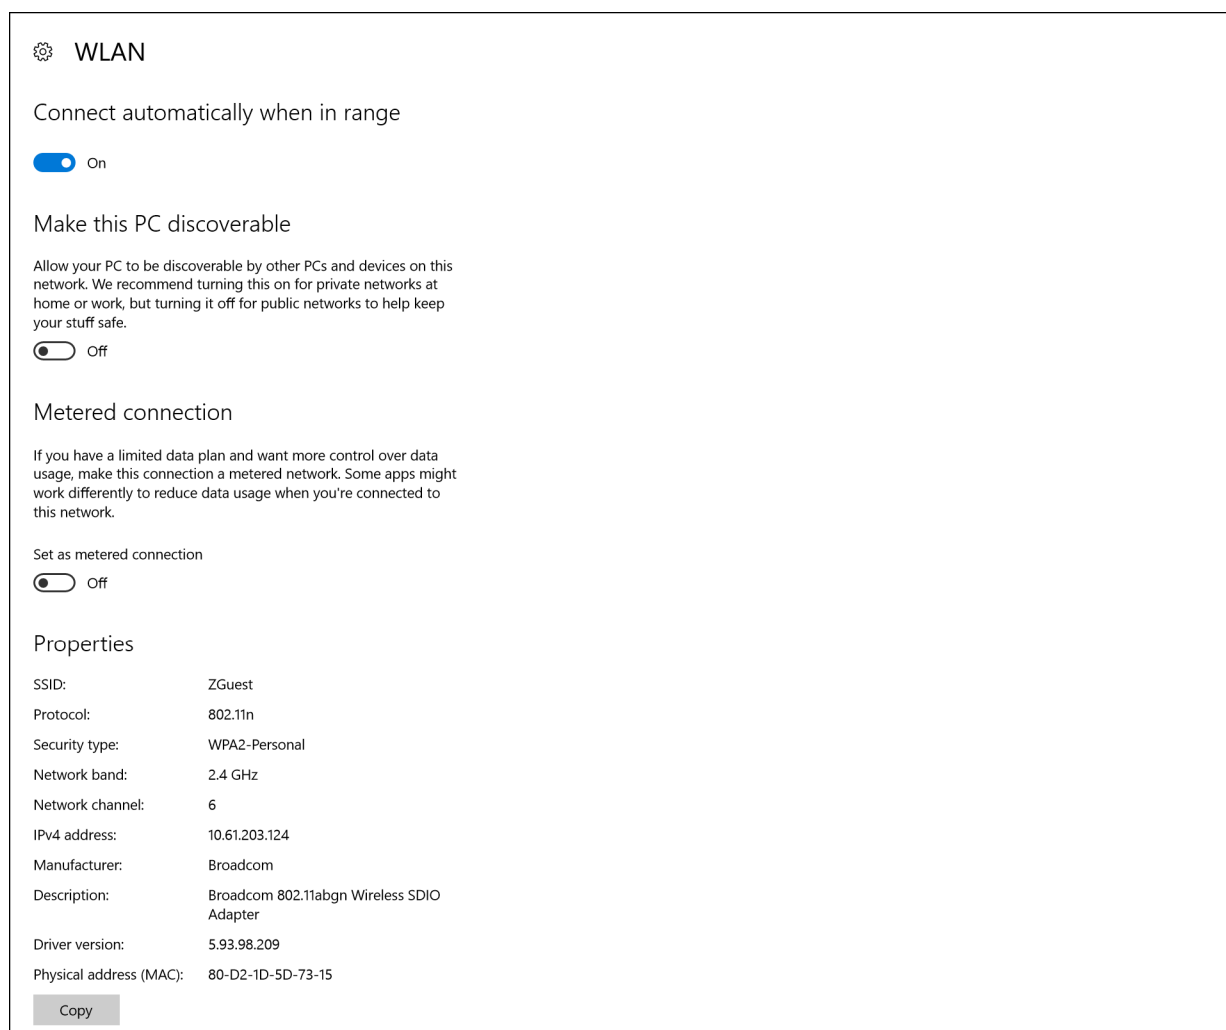 WLAN
Connect automatically when in range
On
Make this PC discoverable
Allow your PC to be discoverable by other PCs and devices on this
network. We recommend turning this on for private networks at
home or work, but turning it off for public networks to help keep
your stuff safe.
Off
Metered connection
If you have a limited data plan and want more control over data
usage, make this connection a metered network. Some apps might
work differently to reduce data usage when you're connected to
this network.
Set as metered connection
Off
Properties
SSID: ZGuest
Protocol: 802.11n
Security type: WPA2-Personal
Network band: 2.4 GHz
Network channel: 6
IPv4 address: 10.61.203.124
Manufacturer: Broadcom
Description: Broadcom 802.11abgn Wireless SDIO
Adapter
Driver version: 5.93.98.209
Physical address (MAC): 80-D2-1D-5D-73-15
Copy